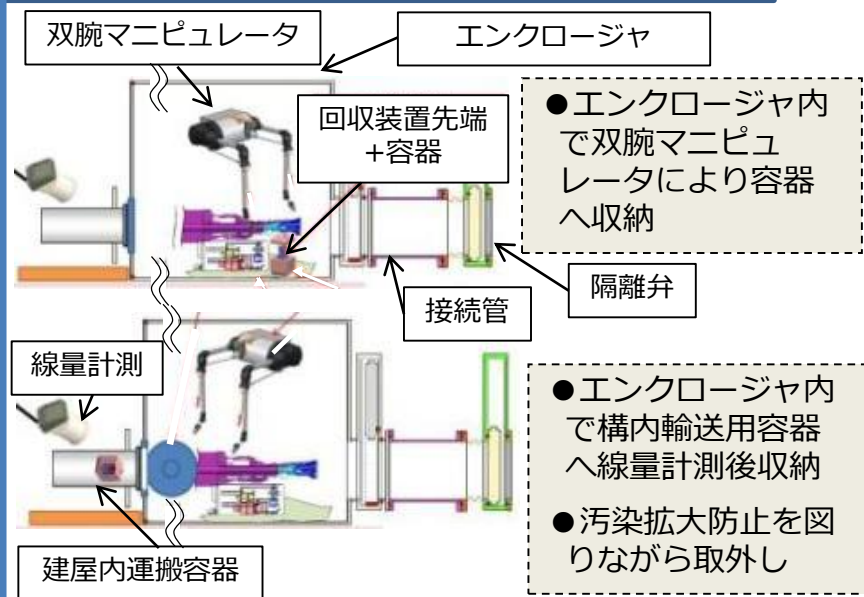 双腕マニピュレータ
エンクロージャ
回収装置先端
+容器
●エンクロージャ内
で双腕マニピュ
レータにより容器
へ収納
隔離弁
接続管
線量計測
●エンクロージャ内
で構内輸送用容器
へ線量計測後収納
●汚染拡大防止を図
りながら取外し
建屋内運搬容器